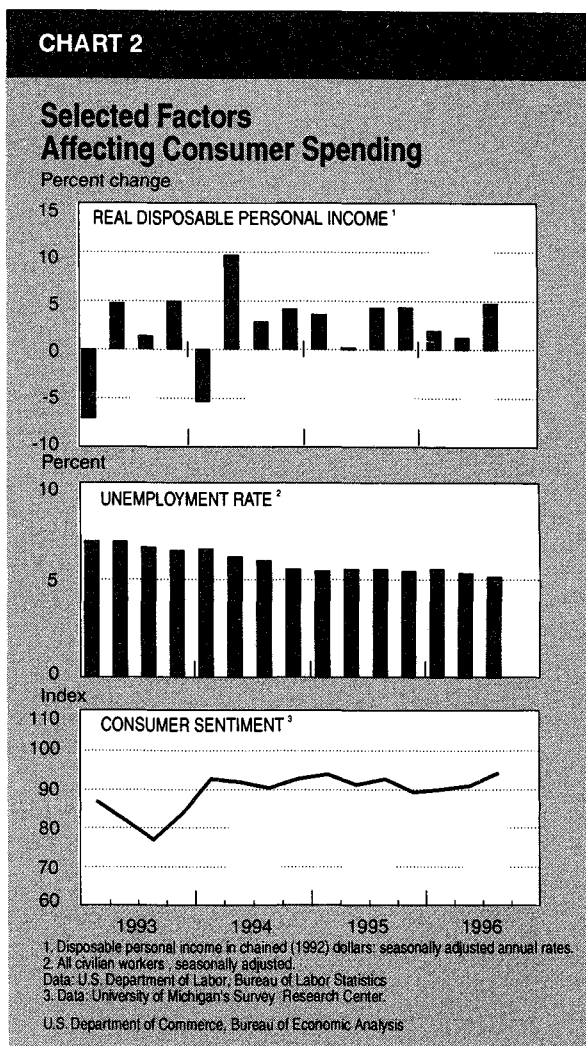 CHART 2
Selected Factors
Affecting Consumer Spending
Percent change
15
REAL DISPOSABLE PERSONAL INCOME 1
10
5
0
-5
-10
Percent
10
UNEMPLOYMENT RATE 2
5
0
Index
110
CONSUMER SENTIMENT 3
100
90
80
70
60
1993 1994 1995 1996
1. Disposable personal income in chained (1992) dollars: seasonally adjusted annual rates.
2. All civilian workers , seasonally adjusted.
Data: U.S. Department of Labor, Bureau of Labor Statistics
3. Data: University of Michigan's Survey Research Center.
U.S. Department of Commerce, Bureau of Economic Analysis